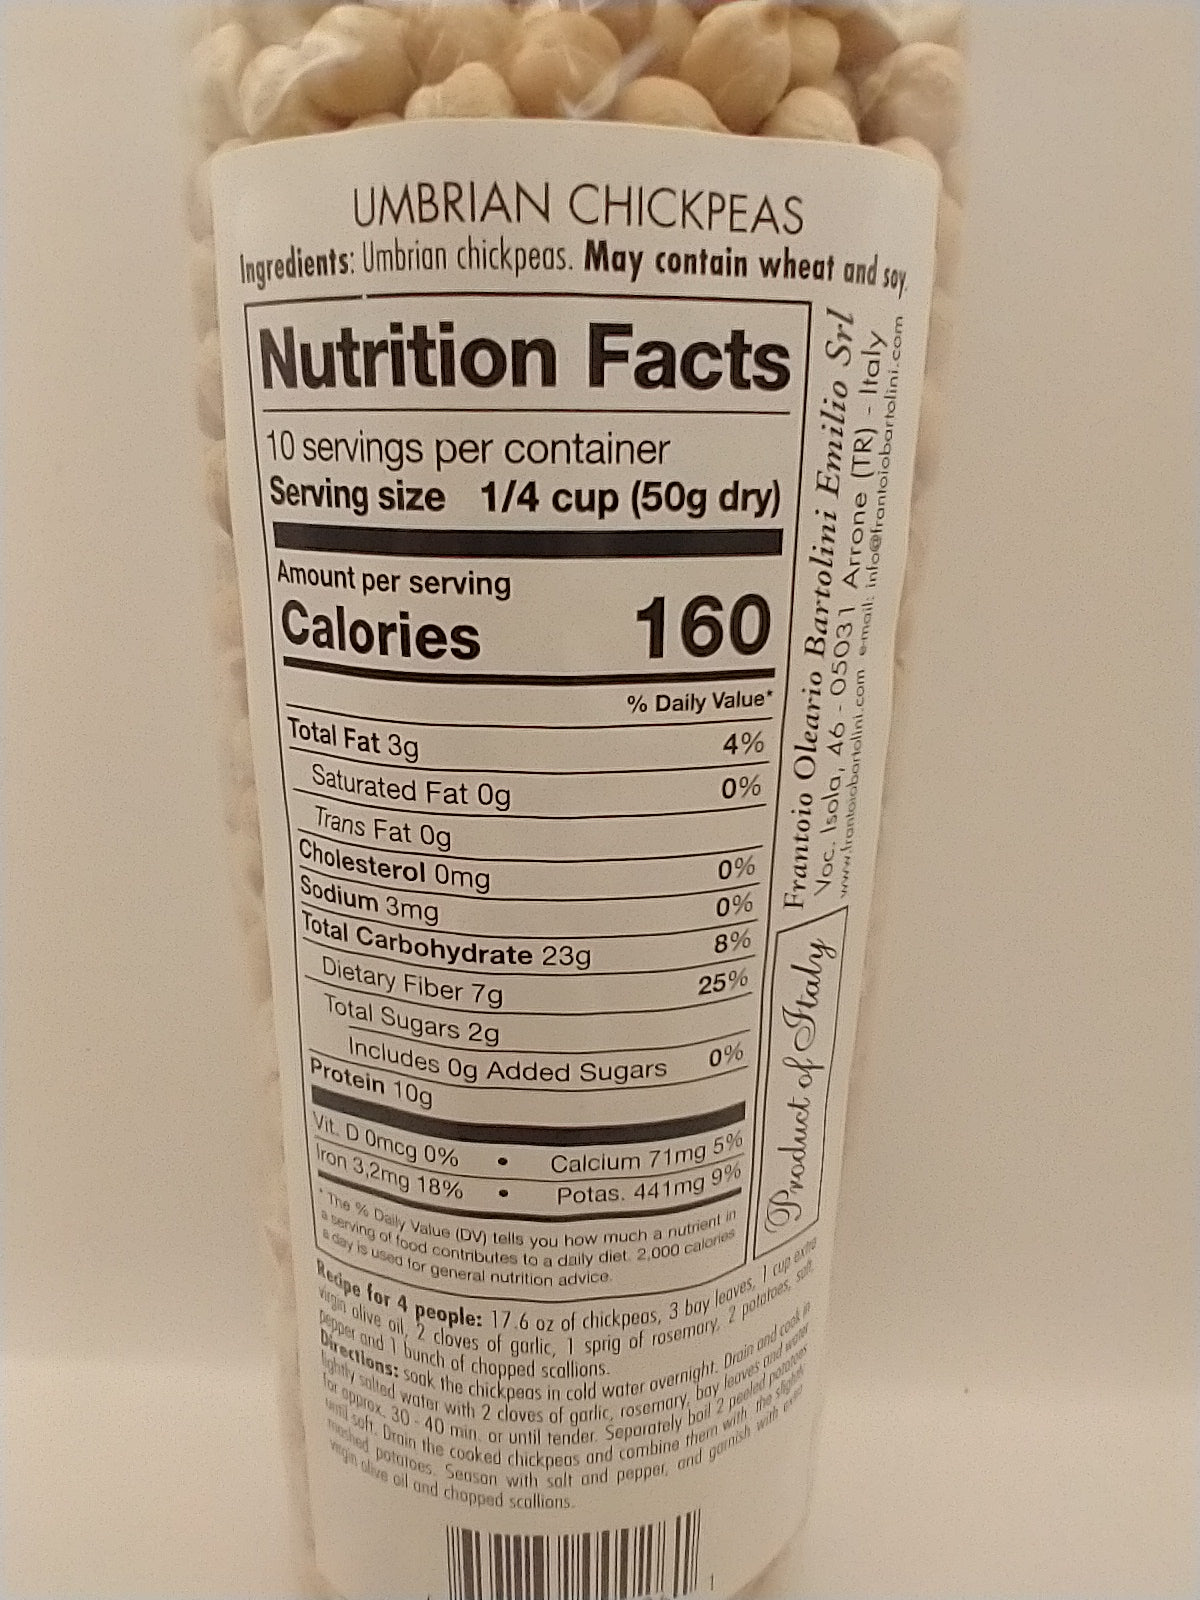 UMBRIAN CHICKPEAS
Ingredients: Umbrian chickpeas. May contain wheat and soy.
Nutrition Facts
10 servings per container
Serving size 1/4 cup (50g dry)
Amount per serving
Calories 160
% Daily Value*
Total Fat 3g 4%
Saturated Fat 0g 0%
Trans Fat 0g
Cholesterol 0mg 0%
Sodium 3mg 0%
Total Carbohydrate 23g 8%
Dietary Fiber 7g 25%
Total Sugars 2g
Includes 0g Added Sugars 0%
Protein 10g
Vit. D 0mcg 0% • Calcium 71mg 5%
Iron 3,2mg 18% • Potas. 441mg 9%
* The % Daily Value (DV) tells you how much a nutrient in
a serving of food contributes to a daily diet. 2,000 calories
a day is used for general nutrition advice.
Frantoio Oleario Bartolini Emilio Srl
Voc. Isola, 46 - 05031 Arrone (TR) - Italy
www.frantoiobartolini.com e-mail: info@frantoiobartolini.com
Product of Italy
Recipe for 4 people: 17.6 oz of chickpeas, 3 bay leaves, 1 cup extra
virgin olive oil, 2 cloves of garlic, 1 sprig of rosemary, 2 potatoes, salt,
pepper and 1 bunch of chopped scallions.
Directions: soak the chickpeas in cold water overnight. Drain and cook in
lightly salted water with 2 cloves of garlic, rosemary, bay leaves and water
for approx. 30 - 40 min. or until tender. Separately boil 2 peeled potatoes
until soft. Drain the cooked chickpeas and combine them with the slightly
mashed potatoes. Season with salt and pepper, and garnish with extra
virgin olive oil and chopped scallions.
1